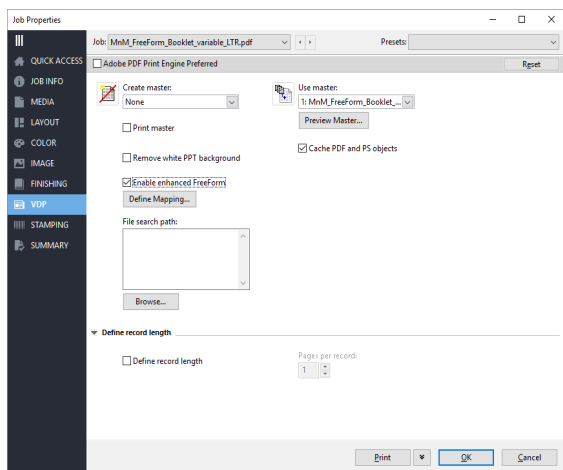 Job Properties
Job: MnM_FreeForm_Booklet_variable_LTR.pdf
Presets:
QUICK ACCESS
JOB INFO
MEDIA
LAYOUT
COLOR
IMAGE
FINISHING
VDP
STAMPING
SUMMARY
Adobe PDF Print Engine Preferred
Reset
Create master:
None
Print master
Remove white PPT background
Enable enhanced FreeForm
Define Mapping...
File search path:
Browse...
Use master:
1: MnM_FreeForm_Booklet_...
Preview Master...
Cache PDF and PS objects
Define record length
Define record length
Pages per record:
1
Print
OK
Cancel